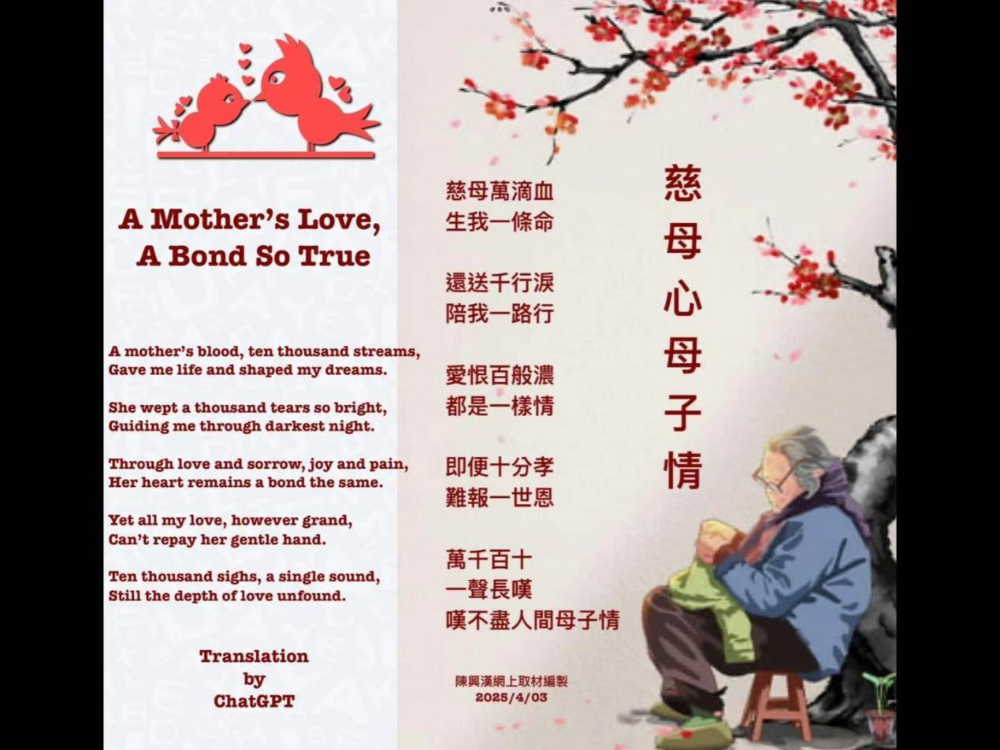 A Mother’s Love,
A Bond So True
A mother’s blood, ten thousand streams,
Gave me life and shaped my dreams.
She wept a thousand tears so bright,
Guiding me through darkest night.
Through love and sorrow, joy and pain,
Her heart remains a bond the same.
Yet all my love, however grand,
Can’t repay her gentle hand.
Ten thousand sighs, a single sound,
Still the depth of love unfound.
Translation
by
ChatGPT
慈母心母子情
慈母萬滴血
生我一條命
還送千行淚
陪我一路行
愛恨百般濃
都是一樣情
即便十分孝
難報一世恩
萬千百十
一聲長嘆
嘆不盡人間母子情
陳興漢網上取材編製
2025/4/03